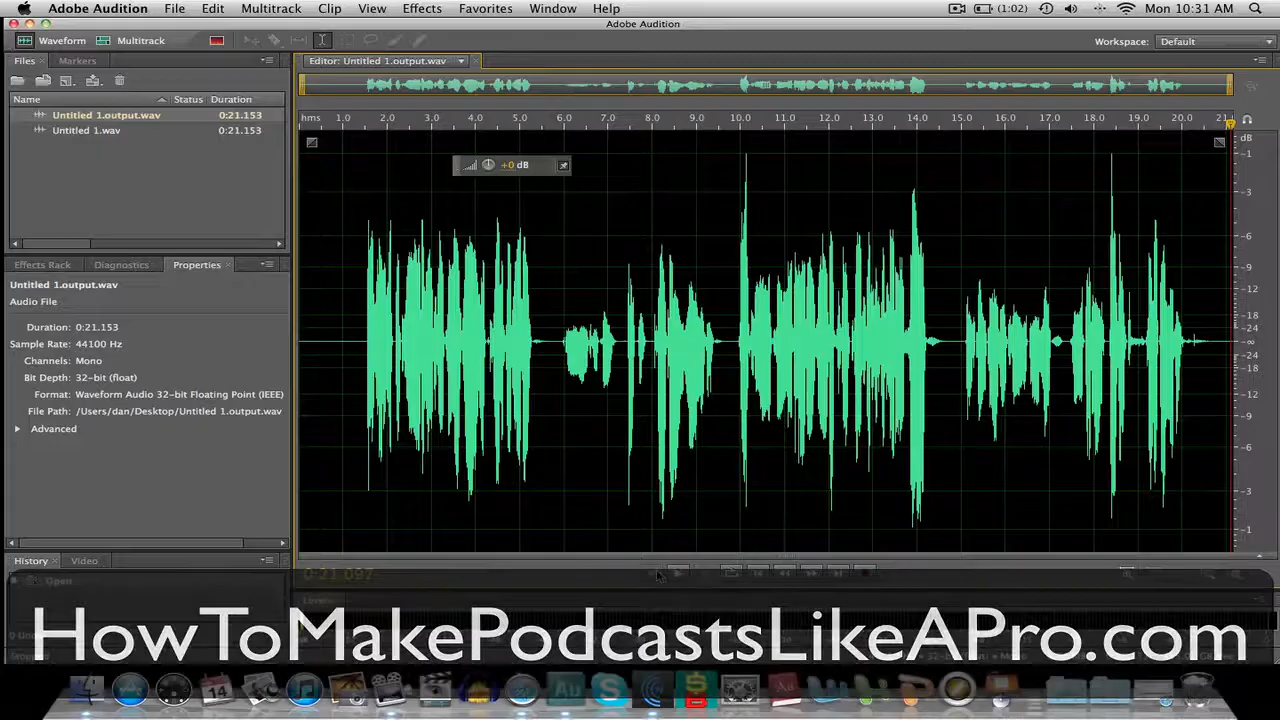 Adobe Audition File Edit Multitrack Clip View Effects Favorites Window Help (1:02) Mon 10:31 AM
Adobe Audition
Waveform Multitrack Workspace: Default
Files Markers Editor: Untitled 1.output.wav
Name Status Duration
Untitled 1.output.wav 0:21.153
Untitled 1.wav 0:21.153
hms 1.0 2.0 3.0 4.0 5.0 6.0 7.0 8.0 9.0 10.0 11.0 12.0 13.0 14.0 15.0 16.0 17.0 18.0 19.0 20.0 21
dB
+0 dB
-1
-3
-6
-9
-12
-18
-24
-∞
-24
-18
-12
-9
-6
-3
-1
Effects Rack Diagnostics Properties
Untitled 1.output.wav
Audio File
Duration: 0:21.153
Sample Rate: 44100 Hz
Channels: Mono
Bit Depth: 32-bit (float)
Format: Waveform Audio 32-bit Floating Point (IEEE)
File Path: /Users/dan/Desktop/Untitled 1.output.wav
Advanced
History Video
Open
0:21.097
Levels
HowToMakePodcastsLikeAPro.com
14
Au